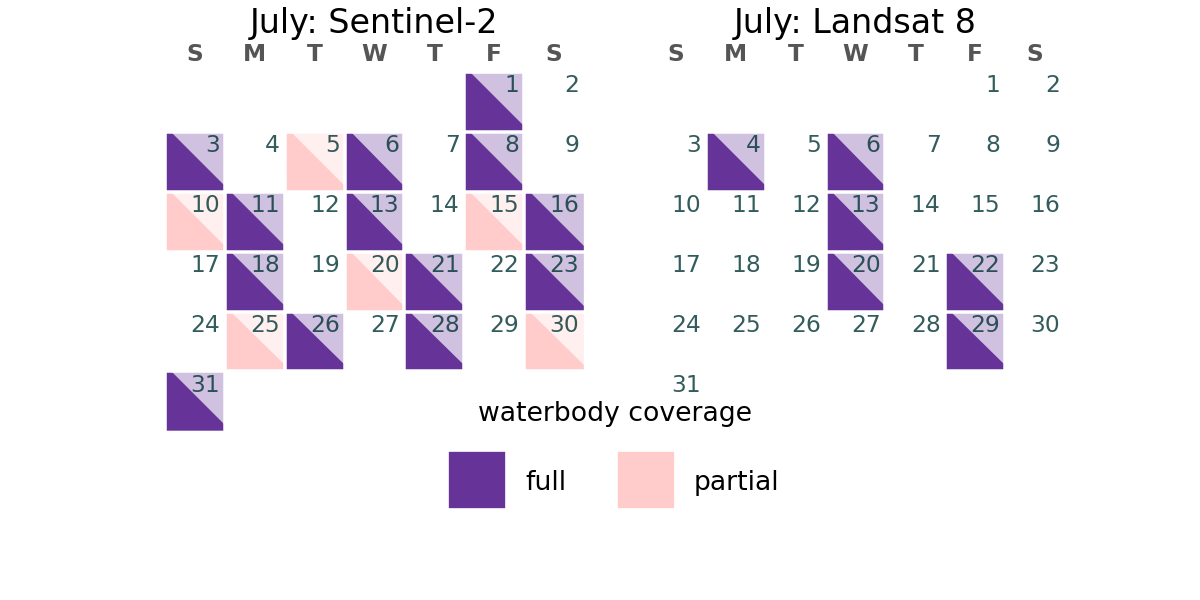 July: Sentinel-2
S M T W T F S
1 2
3 4 5 6 7 8 9
10 11 12 13 14 15 16
17 18 19 20 21 22 23
24 25 26 27 28 29 30
31
July: Landsat 8
S M T W T F S
1 2
3 4 5 6 7 8 9
10 11 12 13 14 15 16
17 18 19 20 21 22 23
24 25 26 27 28 29 30
31
waterbody coverage
full partial